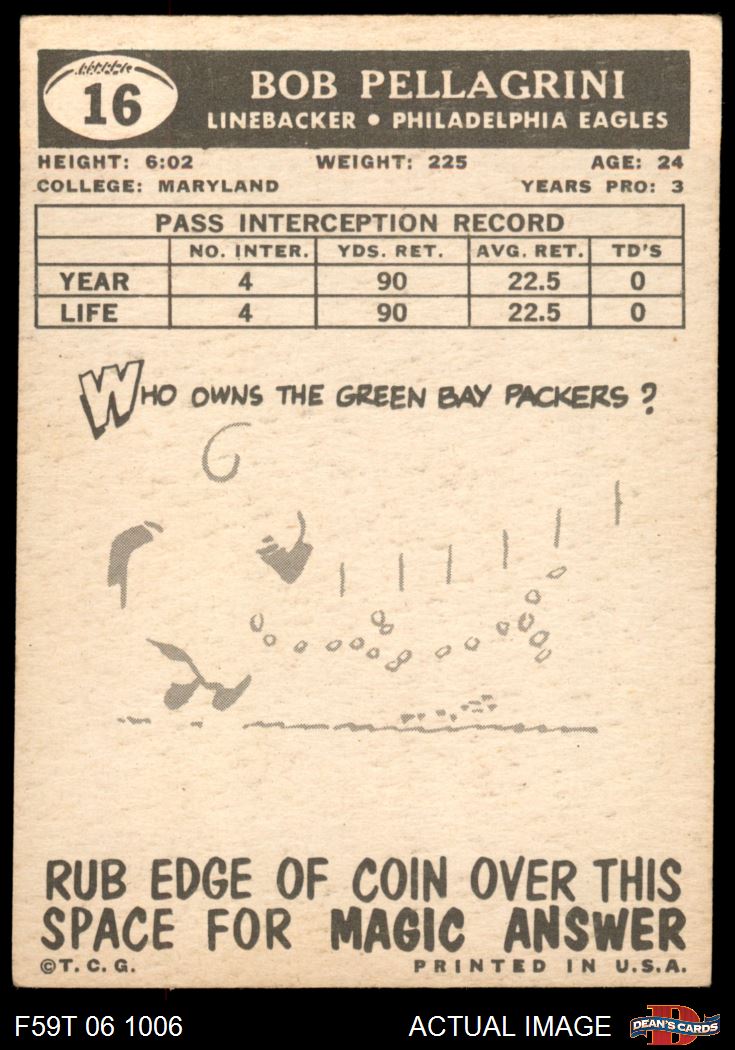 16
BOB PELLAGRINI
LINEBACKER • PHILADELPHIA EAGLES
HEIGHT: 6:02 WEIGHT: 225 AGE: 24
COLLEGE: MARYLAND YEARS PRO: 3
PASS INTERCEPTION RECORD
NO. INTER. YDS. RET. AVG. RET. TD'S
YEAR 4 90 22.5 0
LIFE 4 90 22.5 0
WHO OWNS THE GREEN BAY PACKERS?
RUB EDGE OF COIN OVER THIS
SPACE FOR MAGIC ANSWER
©T.C.G. PRINTED IN U.S.A.
F59T 06 1006 ACTUAL IMAGE D DEAN'S CARDS